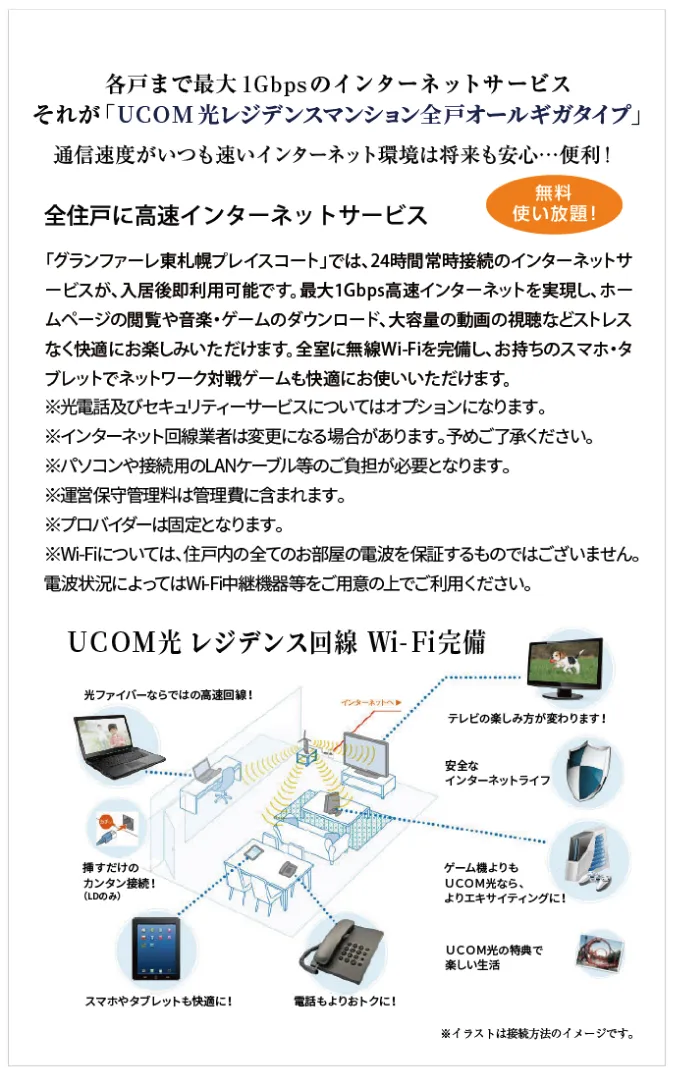 各戸まで最大1Gbpsのインターネットサービス
それが「UCOM光レジデンスマンション全戸オールギガタイプ」
通信速度がいつも速いインターネット環境は将来も安心…便利！
全住戸に高速インターネットサービス
無料
使い放題！
「グランファーレ東札幌プレイスコート」では、24時間常時接続のインターネットサ
ービスが、入居後即利用可能です。最大1Gbps高速インターネットを実現し、ホー
ムページの閲覧や音楽・ゲームのダウンロード、大容量の動画の視聴などストレス
なく快適にお楽しみいただけます。全室に無線Wi-Fiを完備し、お持ちのスマホ・タ
ブレットでネットワーク対戦ゲームも快適にお使いいただけます。
※光電話及びセキュリティーサービスについてはオプションになります。
※インターネット回線業者は変更になる場合があります。予めご了承ください。
※パソコンや接続用のLANケーブル等のご負担が必要となります。
※運営保守管理料は管理費に含まれます。
※プロバイダーは固定となります。
※Wi-Fiについては、住戸内の全てのお部屋の電波を保証するものではございません。
電波状況によってはWi-Fi中継機器等をご用意の上でご利用ください。
UCOM光 レジデンス回線 Wi-Fi完備
光ファイバーならではの高速回線！
インターネットへ▶
テレビの楽しみ方が変わります！
安全な
インターネットライフ
挿すだけの
カンタン接続！
（LDのみ）
ゲーム機よりも
UCOM光なら、
よりエキサイティングに！
UCOM光の特典で
楽しい生活
スマホやタブレットも快適に！
電話もよりおトクに！
※イラストは接続方法のイメージです。